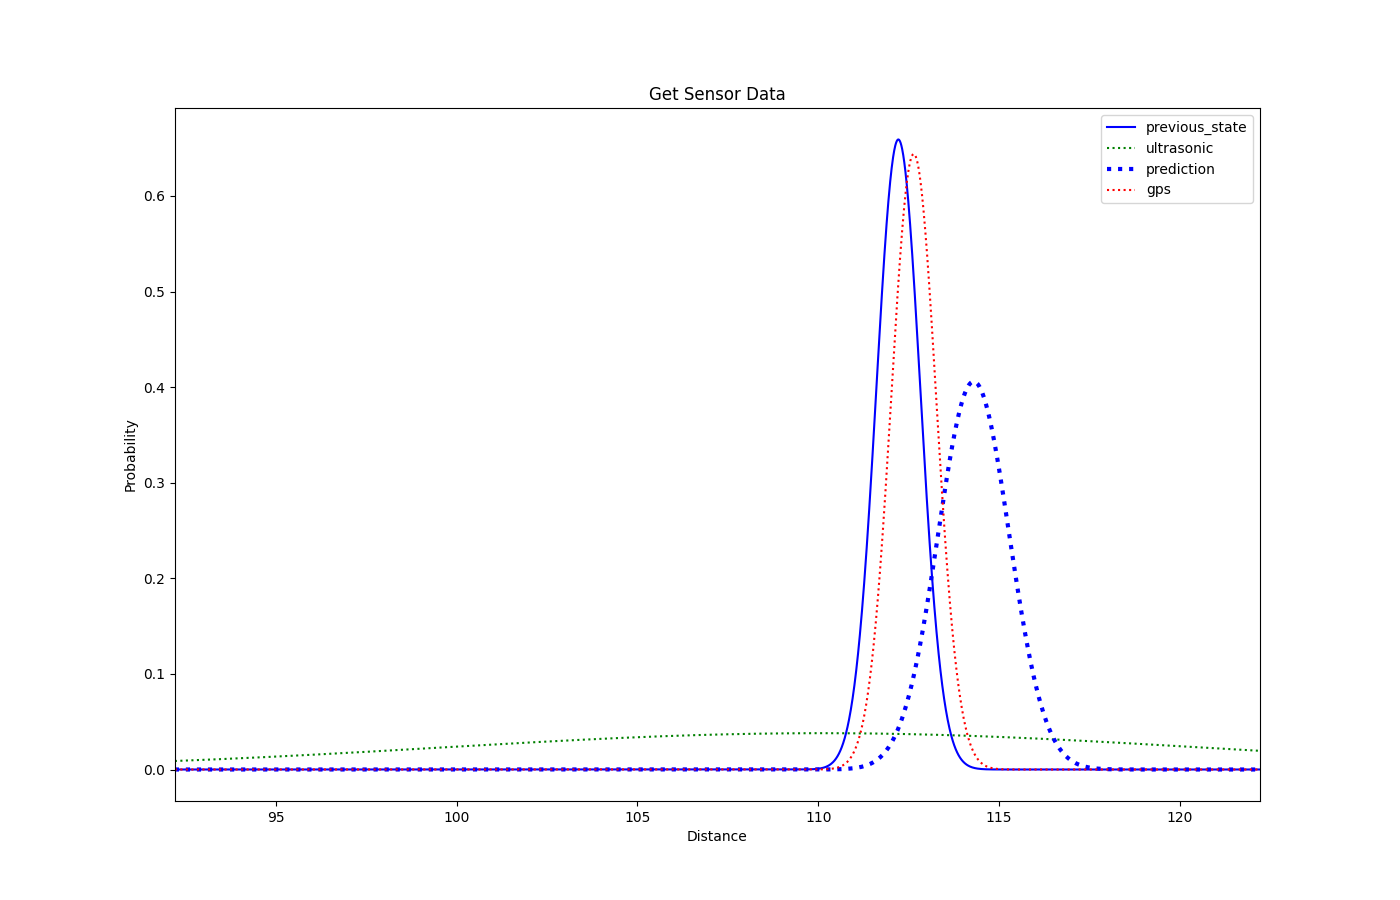 Get Sensor Data
previous_state
ultrasonic
prediction
gps
Probability
0.6
0.5
0.4
0.3
0.2
0.1
0.0
95
100
105
110
115
120
Distance